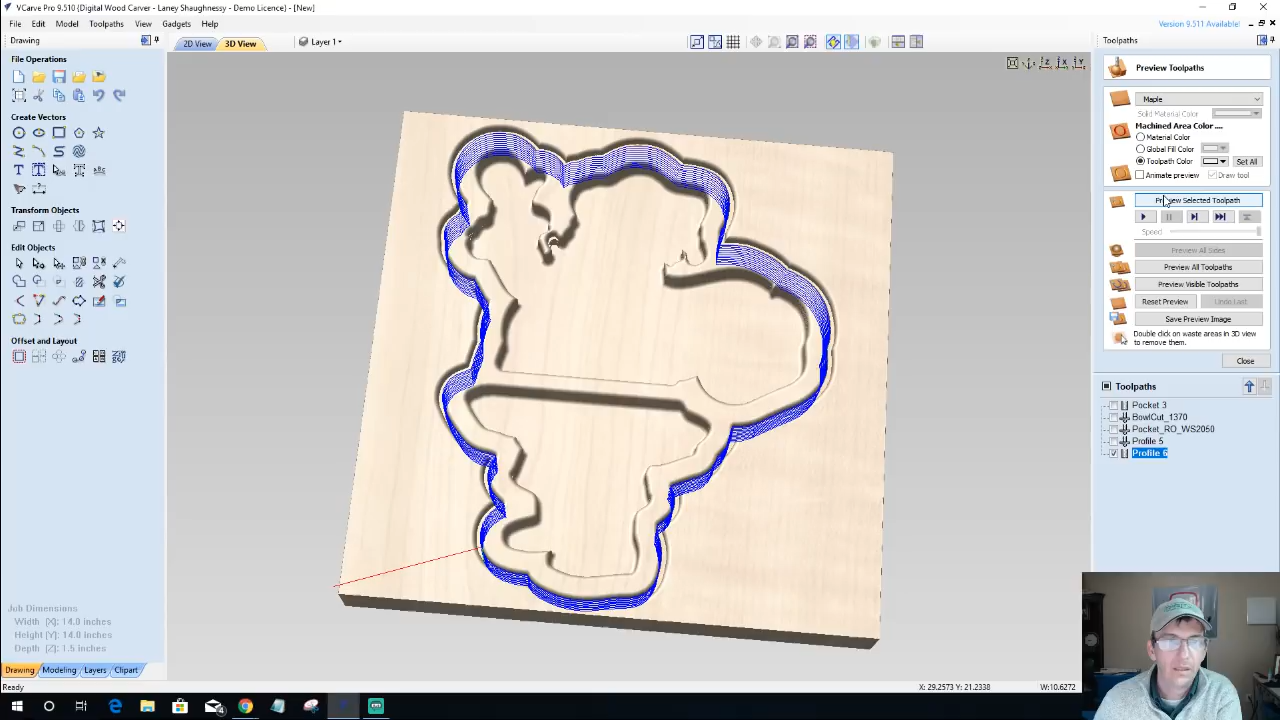 VCarve Pro 9.510 {Digital Wood Carver - Laney Shaughnessy - Demo Licence} - [New]
File Edit Model Toolpaths View Gadgets Help
Version 9.511 Available!
Drawing
2D View 3D View Layer 1
Toolpaths
File Operations
Create Vectors
Transform Objects
Edit Objects
Offset and Layout
Job Dimensions
Width [X]: 14.0 inches
Height [Y]: 14.0 inches
Depth [Z]: 1.5 inches
Drawing Modeling Layers Clipart
Ready
X: 29.2573 Y: 21.2338
W:10.6272
Preview Toolpaths
Maple
Solid Material Color
Machined Area Color ....
Material Color
Global Fill Color
Toolpath Color
Set All
Animate preview
Draw tool
Preview Selected Toolpath
Speed
Preview All Sides
Preview All Toolpaths
Preview Visible Toolpaths
Reset Preview
Undo Last
Save Preview Image
Double click on waste areas in 3D view
to remove them.
Close
Toolpaths
Pocket 3
BowlCut_1370
Pocket_RO_WS2050
Profile 5
Profile 6